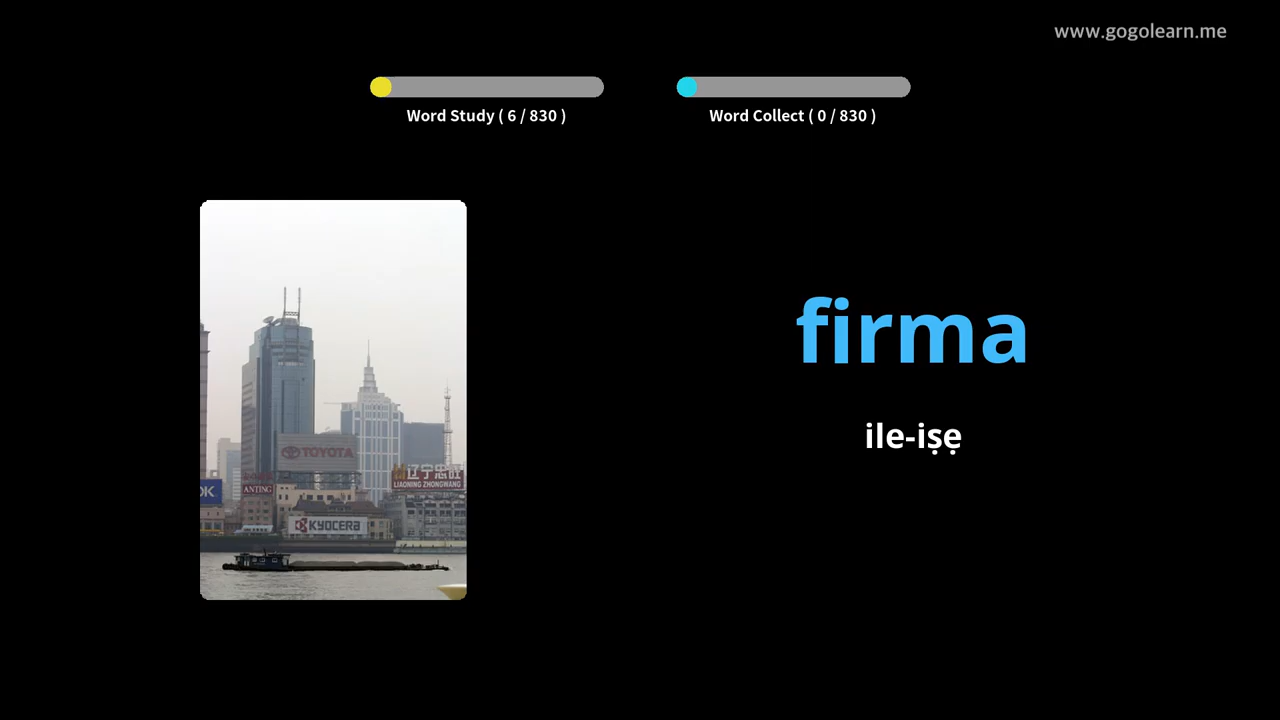 www.gogolearn.me
Word Study ( 6 / 830 )
Word Collect ( 0 / 830 )
firma
ile-iṣẹ
TOYOTA
辽宁忠旺
LIAONING ZHONGWANG
OK
ANTING
KYOCERA